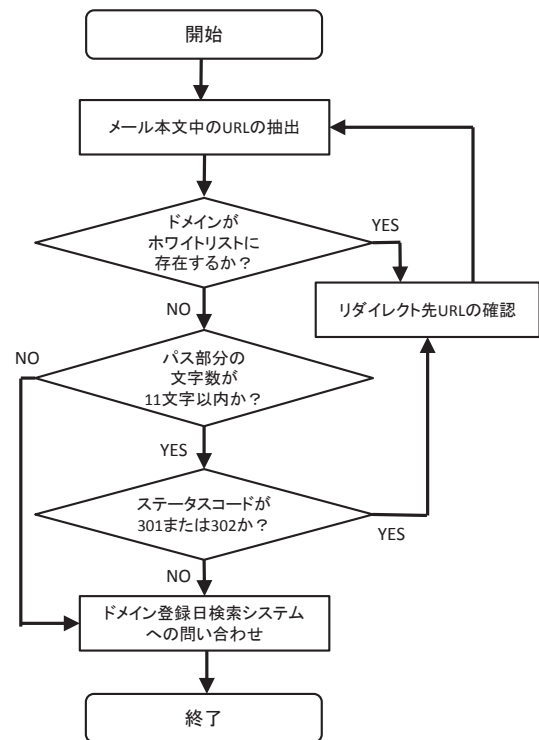 開始
メール本文中のURLの抽出
ドメインが
ホワイトリストに
存在するか？
YES
リダイレクト先URLの確認
NO
NO
パス部分の
文字数が
11文字以内か？
YES
ステータスコードが
301または302か？
YES
NO
ドメイン登録日検索システム
への問い合わせ
終了